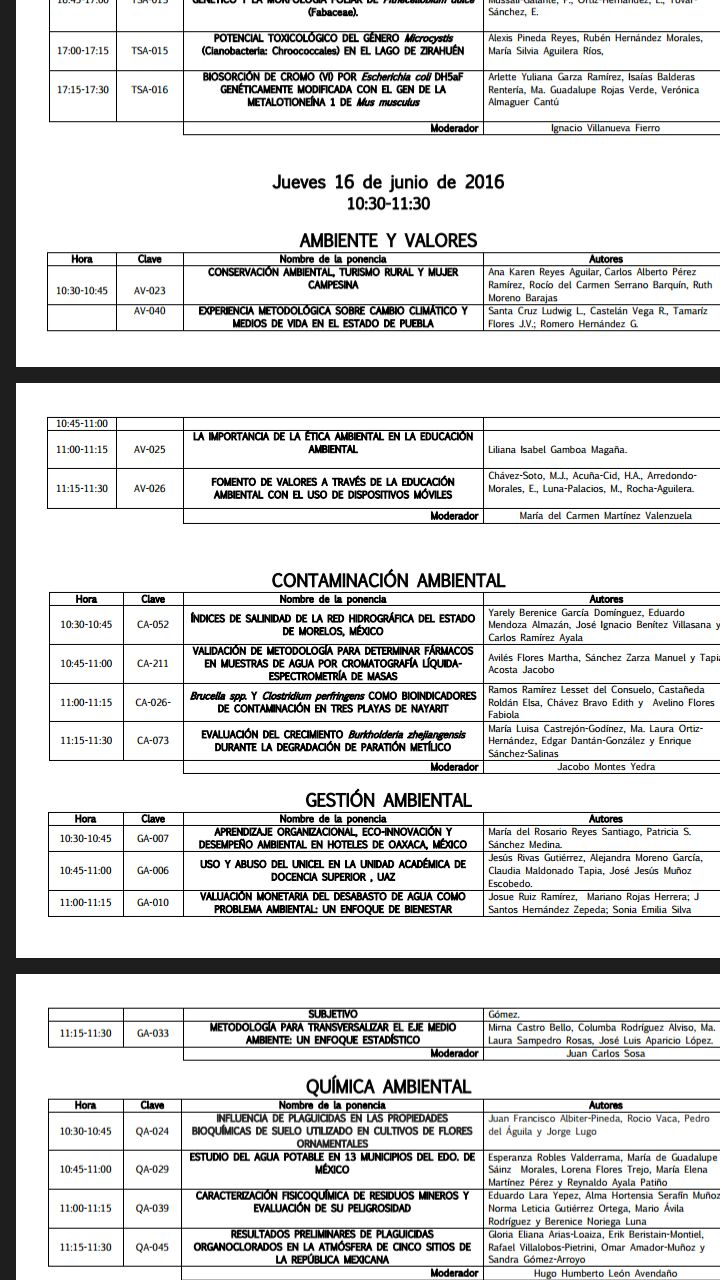 16:45-17:00 TSA-013 GENÉTICO Y LA MORFOLOGÍA FOLIAR DE Pithecellobium dulce Mussali-Galante, P., Ortiz-Hernández, L., Tovar-
(Fabaceae). Sánchez, E.
POTENCIAL TOXICOLÓGICO DEL GÉNERO Microcystis Alexis Pineda Reyes, Rubén Hernández Morales,
17:00-17:15 TSA-015 (Cianobacteria: Chroococcales) EN EL LAGO DE ZIRAHUÉN María Silvia Aguilera Ríos,
BIOSORCIÓN DE CROMO (VI) POR Escherichia coli DH5aF Arlette Yuliana Garza Ramírez, Isaías Balderas
17:15-17:30 TSA-016 GENÉTICAMENTE MODIFICADA CON EL GEN DE LA Rentería, Ma. Guadalupe Rojas Verde, Verónica
METALOTIONEÍNA 1 DE Mus musculus Almaguer Cantú
Moderador Ignacio Villanueva Fierro
Jueves 16 de junio de 2016
10:30-11:30
AMBIENTE Y VALORES
Hora Clave Nombre de la ponencia Autores
CONSERVACIÓN AMBIENTAL, TURISMO RURAL Y MUJER Ana Karen Reyes Aguilar, Carlos Alberto Pérez
10:30-10:45 AV-023 CAMPESINA Ramírez, Rocío del Carmen Serrano Barquín, Ruth
Moreno Barajas
AV-040 EXPERIENCIA METODOLÓGICA SOBRE CAMBIO CLIMÁTICO Y Santa Cruz Ludwig L., Castelán Vega R., Tamaríz
MEDIOS DE VIDA EN EL ESTADO DE PUEBLA Flores J.V.; Romero Hernández G.
10:45-11:00
LA IMPORTANCIA DE LA ÉTICA AMBIENTAL EN LA EDUCACIÓN
11:00-11:15 AV-025 AMBIENTAL Liliana Isabel Gamboa Magaña.
Chávez-Soto, M.J., Acuña-Cid, H.A., Arredondo-
11:15-11:30 AV-026 FOMENTO DE VALORES A TRAVÉS DE LA EDUCACIÓN Morales, E., Luna-Palacios, M., Rocha-Aguilera.
AMBIENTAL CON EL USO DE DISPOSITIVOS MÓVILES
Moderador María del Carmen Martínez Valenzuela
CONTAMINACIÓN AMBIENTAL
Hora Clave Nombre de la ponencia Autores
ÍNDICES DE SALINIDAD DE LA RED HIDROGRÁFICA DEL ESTADO Yarely Berenice García Domínguez, Eduardo
10:30-10:45 CA-052 DE MORELOS, MÉXICO Mendoza Almazán, José Ignacio Benítez Villasana y
Carlos Ramírez Ayala
VALIDACIÓN DE METODOLOGÍA PARA DETERMINAR FÁRMACOS
10:45-11:00 CA-211 EN MUESTRAS DE AGUA POR CROMATOGRAFÍA LÍQUIDA- Avilés Flores Martha, Sánchez Zarza Manuel y Tapia
ESPECTROMETRÍA DE MASAS Acosta Jacobo
Brucella spp. Y Clostridium perfringens COMO BIOINDICADORES Ramos Ramírez Lesset del Consuelo, Castañeda
11:00-11:15 CA-026- DE CONTAMINACIÓN EN TRES PLAYAS DE NAYARIT Roldán Elsa, Chávez Bravo Edith y Avelino Flores
Fabiola
EVALUACIÓN DEL CRECIMIENTO Burkholderia zhejiangensis María Luisa Castrejón-Godínez, Ma. Laura Ortiz-
11:15-11:30 CA-073 DURANTE LA DEGRADACIÓN DE PARATIÓN METÍLICO Hernández, Edgar Dantán-González y Enrique
Sánchez-Salinas
Moderador Jacobo Montes Yedra
GESTIÓN AMBIENTAL
Hora Clave Nombre de la ponencia Autores
APRENDIZAJE ORGANIZACIONAL, ECO-INNOVACIÓN Y María del Rosario Reyes Santiago, Patricia S.
10:30-10:45 GA-007 DESEMPEÑO AMBIENTAL EN HOTELES DE OAXACA, MÉXICO Sánchez Medina.
USO Y ABUSO DEL UNICEL EN LA UNIDAD ACADÉMICA DE Jesús Rivas Gutiérrez, Alejandra Moreno García,
10:45-11:00 GA-006 DOCENCIA SUPERIOR , UAZ Claudia Maldonado Tapia, José Jesús Muñoz
Escobedo.
VALUACIÓN MONETARIA DEL DESABASTO DE AGUA COMO Josue Ruiz Ramírez, Mariano Rojas Herrera; J
11:00-11:15 GA-010 PROBLEMA AMBIENTAL: UN ENFOQUE DE BIENESTAR Santos Hernández Zepeda; Sonia Emilia Silva
SUBJETIVO Gómez.
METODOLOGÍA PARA TRANSVERSALIZAR EL EJE MEDIO Mirna Castro Bello, Columba Rodríguez Alviso, Ma.
11:15-11:30 GA-033 AMBIENTE: UN ENFOQUE ESTADÍSTICO Laura Sampedro Rosas, José Luis Aparicio López.
Moderador Juan Carlos Sosa
QUÍMICA AMBIENTAL
Hora Clave Nombre de la ponencia Autores
INFLUENCIA DE PLAGUICIDAS EN LAS PROPIEDADES Juan Francisco Albiter-Pineda, Rocio Vaca, Pedro
10:30-10:45 QA-024 BIOQUÍMICAS DE SUELO UTILIZADO EN CULTIVOS DE FLORES del Águila y Jorge Lugo
ORNAMENTALES
ESTUDIO DEL AGUA POTABLE EN 13 MUNICIPIOS DEL EDO. DE Esperanza Robles Valderrama, María de Guadalupe
10:45-11:00 QA-029 MÉXICO Sáinz Morales, Lorena Flores Trejo, María Elena
Martínez Pérez y Reynaldo Ayala Patiño
CARACTERIZACIÓN FISICOQUÍMICA DE RESIDUOS MINEROS Y Eduardo Lara Yepez, Alma Hortensia Serafín Muñoz
11:00-11:15 QA-039 EVALUACIÓN DE SU PELIGROSIDAD Norma Leticia Gutiérrez Ortega, Mario Ávila
Rodríguez y Berenice Noriega Luna
RESULTADOS PRELIMINARES DE PLAGUICIDAS Gloria Eliana Arias-Loaiza, Erik Beristain-Montiel,
11:15-11:30 QA-045 ORGANOCLORADOS EN LA ATMÓSFERA DE CINCO SITIOS DE Rafael Villalobos-Pietrini, Omar Amador-Muñoz y
LA REPÚBLICA MEXICANA Sandra Gómez-Arroyo
Moderador Hugo Humberto León Avendaño